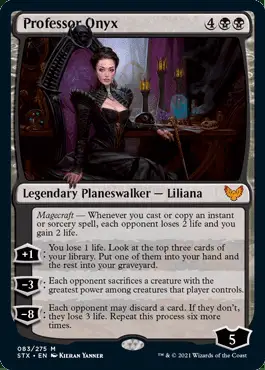 Professor Onyx 4
Legendary Planeswalker — Liliana
Magecraft — Whenever you cast or copy an instant
or sorcery spell, each opponent loses 2 life and you
gain 2 life.
+1: You lose 1 life. Look at the top three cards of
your library. Put one of them into your hand and
the rest into your graveyard.
−3: Each opponent sacrifices a creature with the
greatest power among creatures that player controls.
−8: Each opponent may discard a card. If they don't,
they lose 3 life. Repeat this process six more
times.
5
083/275 M
STX • EN KIERAN YANNER
™ & © 2021 Wizards of the Coast